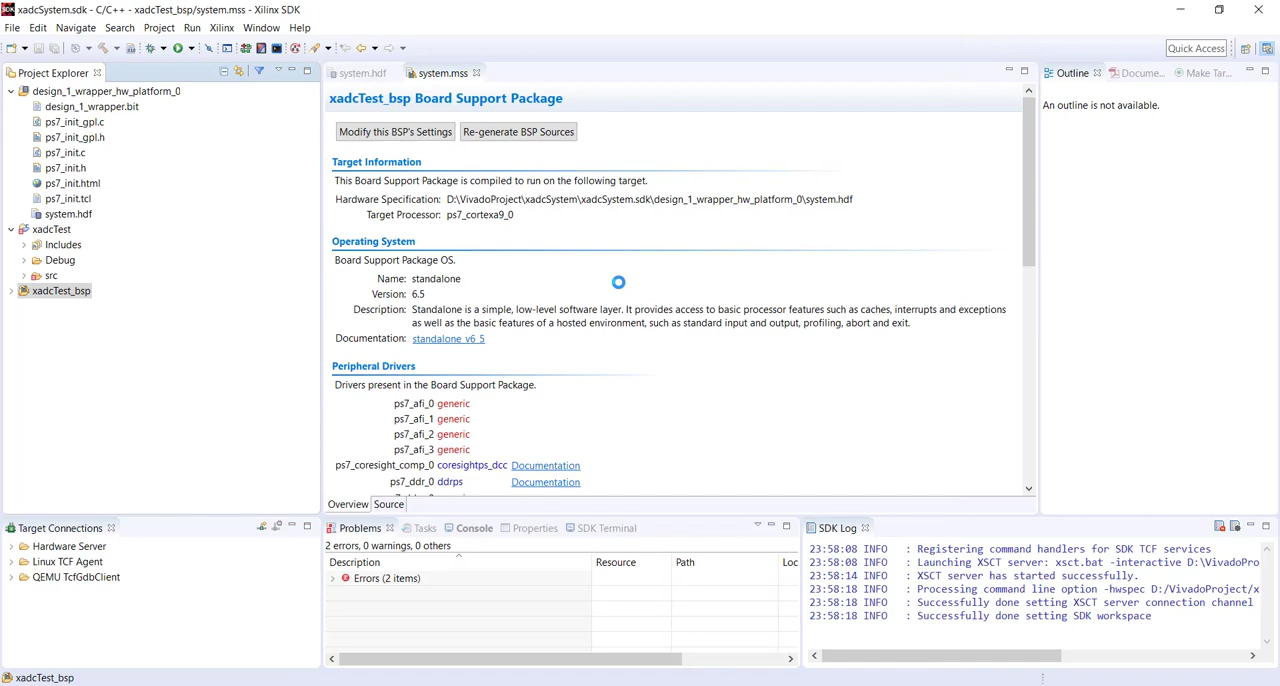 xadcSystem.sdk - C/C++ - xadcTest_bsp/system.mss - Xilinx SDK
File Edit Navigate Search Project Run Xilinx Window Help
Quick Access
Project Explorer
design_1_wrapper_hw_platform_0
design_1_wrapper.bit
ps7_init_gpl.c
ps7_init_gpl.h
ps7_init.c
ps7_init.h
ps7_init.html
ps7_init.tcl
system.hdf
xadcTest
Includes
Debug
src
xadcTest_bsp
system.hdf system.mss
xadcTest_bsp Board Support Package
Modify this BSP's Settings Re-generate BSP Sources
Target Information
This Board Support Package is compiled to run on the following target.
Hardware Specification: D:\VivadoProject\xadcSystem\xadcSystem.sdk\design_1_wrapper_hw_platform_0\system.hdf
Target Processor: ps7_cortexa9_0
Operating System
Board Support Package OS.
Name: standalone
Version: 6.5
Description: Standalone is a simple, low-level software layer. It provides access to basic processor features such as caches, interrupts and exceptions
as well as the basic features of a hosted environment, such as standard input and output, profiling, abort and exit.
Documentation: standalone_v6_5
Peripheral Drivers
Drivers present in the Board Support Package.
ps7_afi_0 generic
ps7_afi_1 generic
ps7_afi_2 generic
ps7_afi_3 generic
ps7_coresight_comp_0 coresightps_dcc Documentation
ps7_ddr_0 ddrps Documentation
Overview Source
Outline Docume... Make Tar...
An outline is not available.
Target Connections
Hardware Server
Linux TCF Agent
QEMU TcfGdbClient
Problems Tasks Console Properties SDK Terminal
2 errors, 0 warnings, 0 others
Description Resource Path Loc
Errors (2 items)
SDK Log
23:58:08 INFO : Registering command handlers for SDK TCF services
23:58:08 INFO : Launching XSCT server: xsct.bat -interactive D:\VivadoPro
23:58:14 INFO : XSCT server has started successfully.
23:58:18 INFO : Processing command line option -hwspec D:/VivadoProject/x
23:58:18 INFO : Successfully done setting XSCT server connection channel
23:58:18 INFO : Successfully done setting SDK workspace
xadcTest_bsp